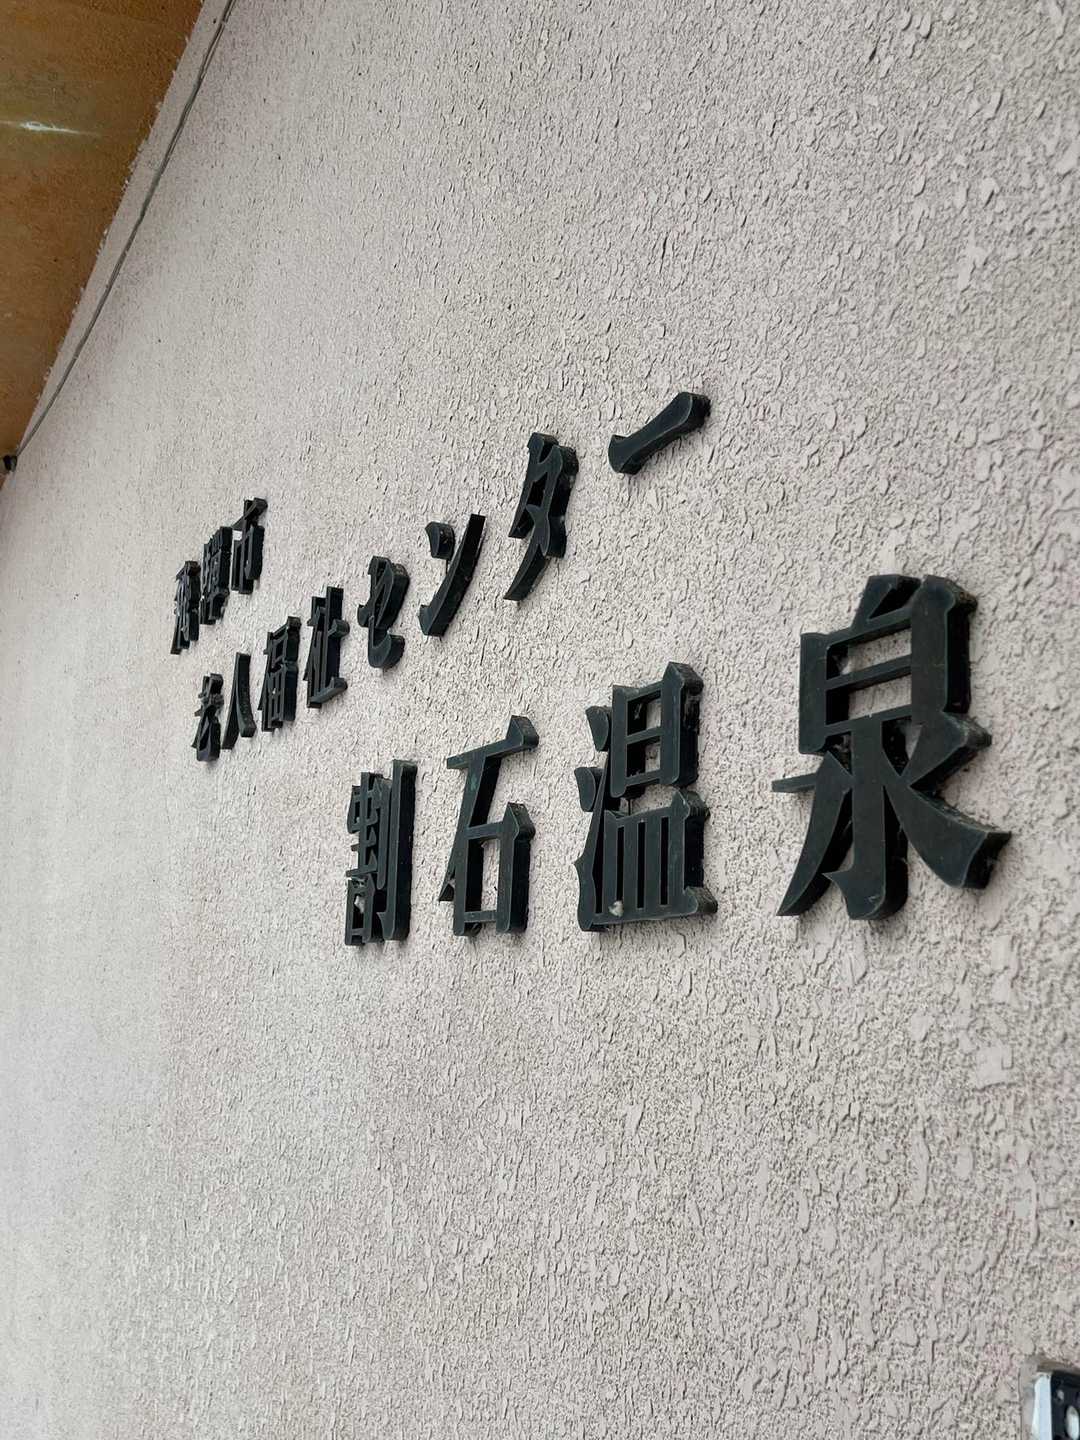 飛騨市
老人福祉センター
割石温泉